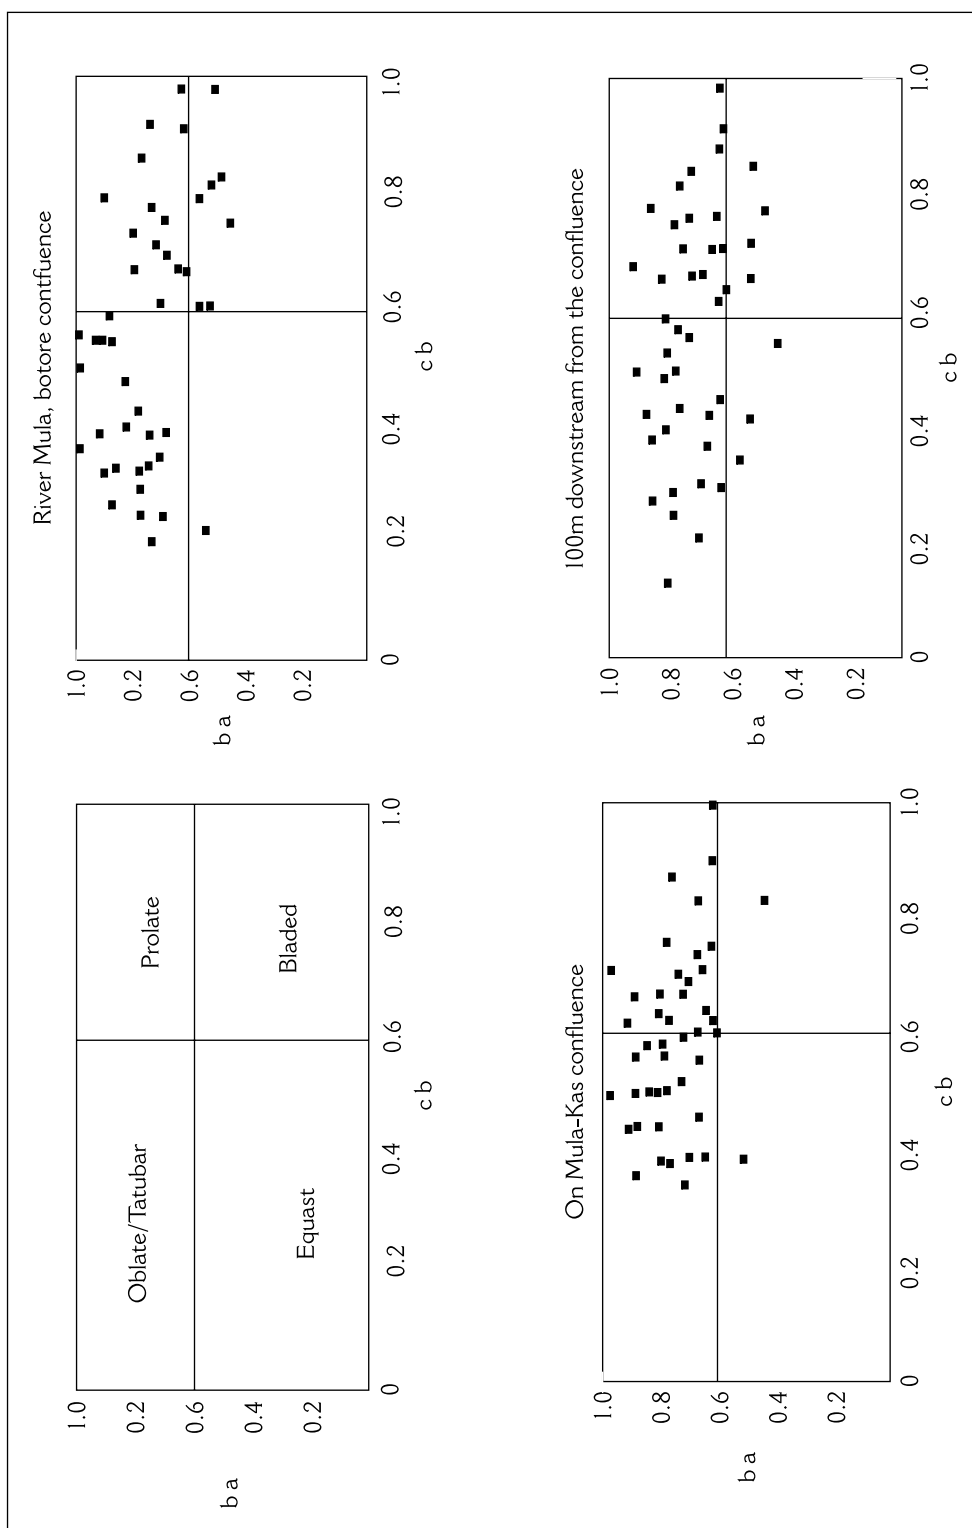 1.0
0.2
0.6
0.4
0.2
b a
Oblate/Tatubar
Prolate
Equast
Bladed
0
0.2
0.4
0.6
0.8
1.0
c b
River Mula, botore contfuence
1.0
0.2
0.6
0.4
0.2
b a
0
0.2
0.4
0.6
0.8
1.0
c b
On Mula-Kas confluence
1.0
0.8
0.6
0.4
0.2
b a
0
0.2
0.4
0.6
0.8
1.0
c b
100m downstream from the confluence
1.0
0.8
0.6
0.4
0.2
b a
0
0.2
0.4
0.6
0.8
1.0
c b